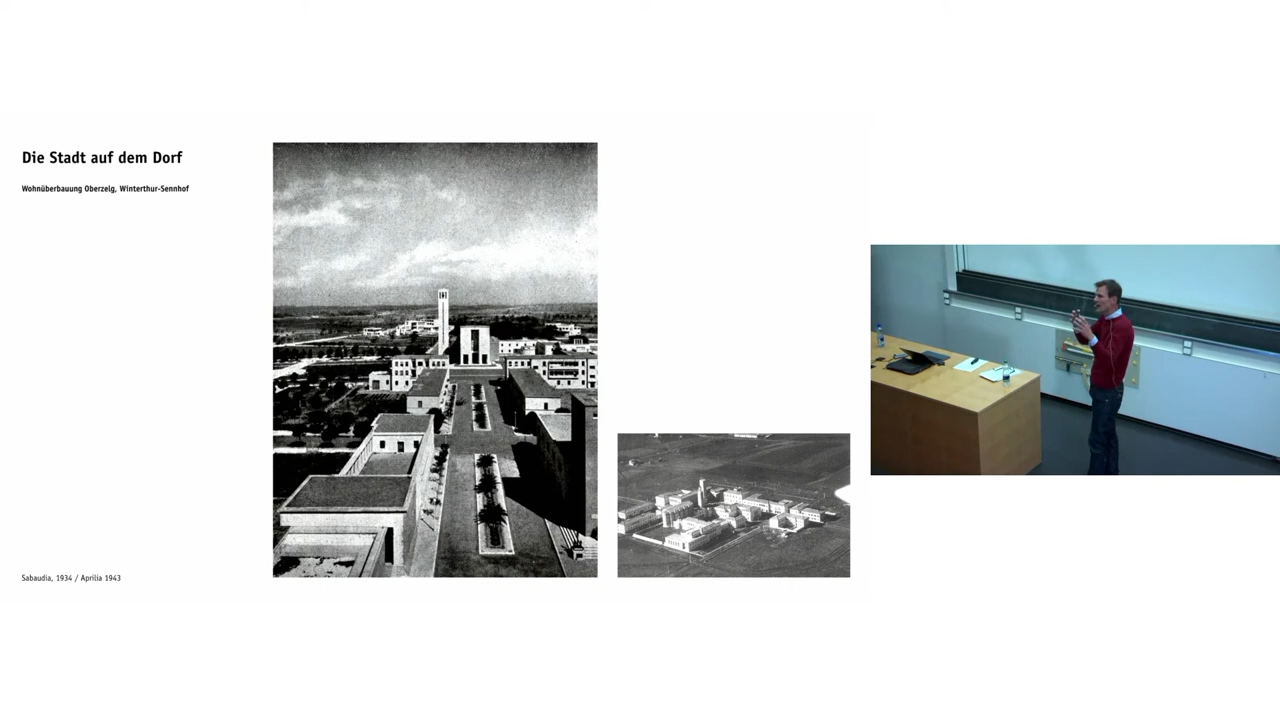 Die Stadt auf dem Dorf
Wohnüberbauung Oberzelg, Winterthur-Sennhof
Sabaudia, 1934 / Aprilia 1943